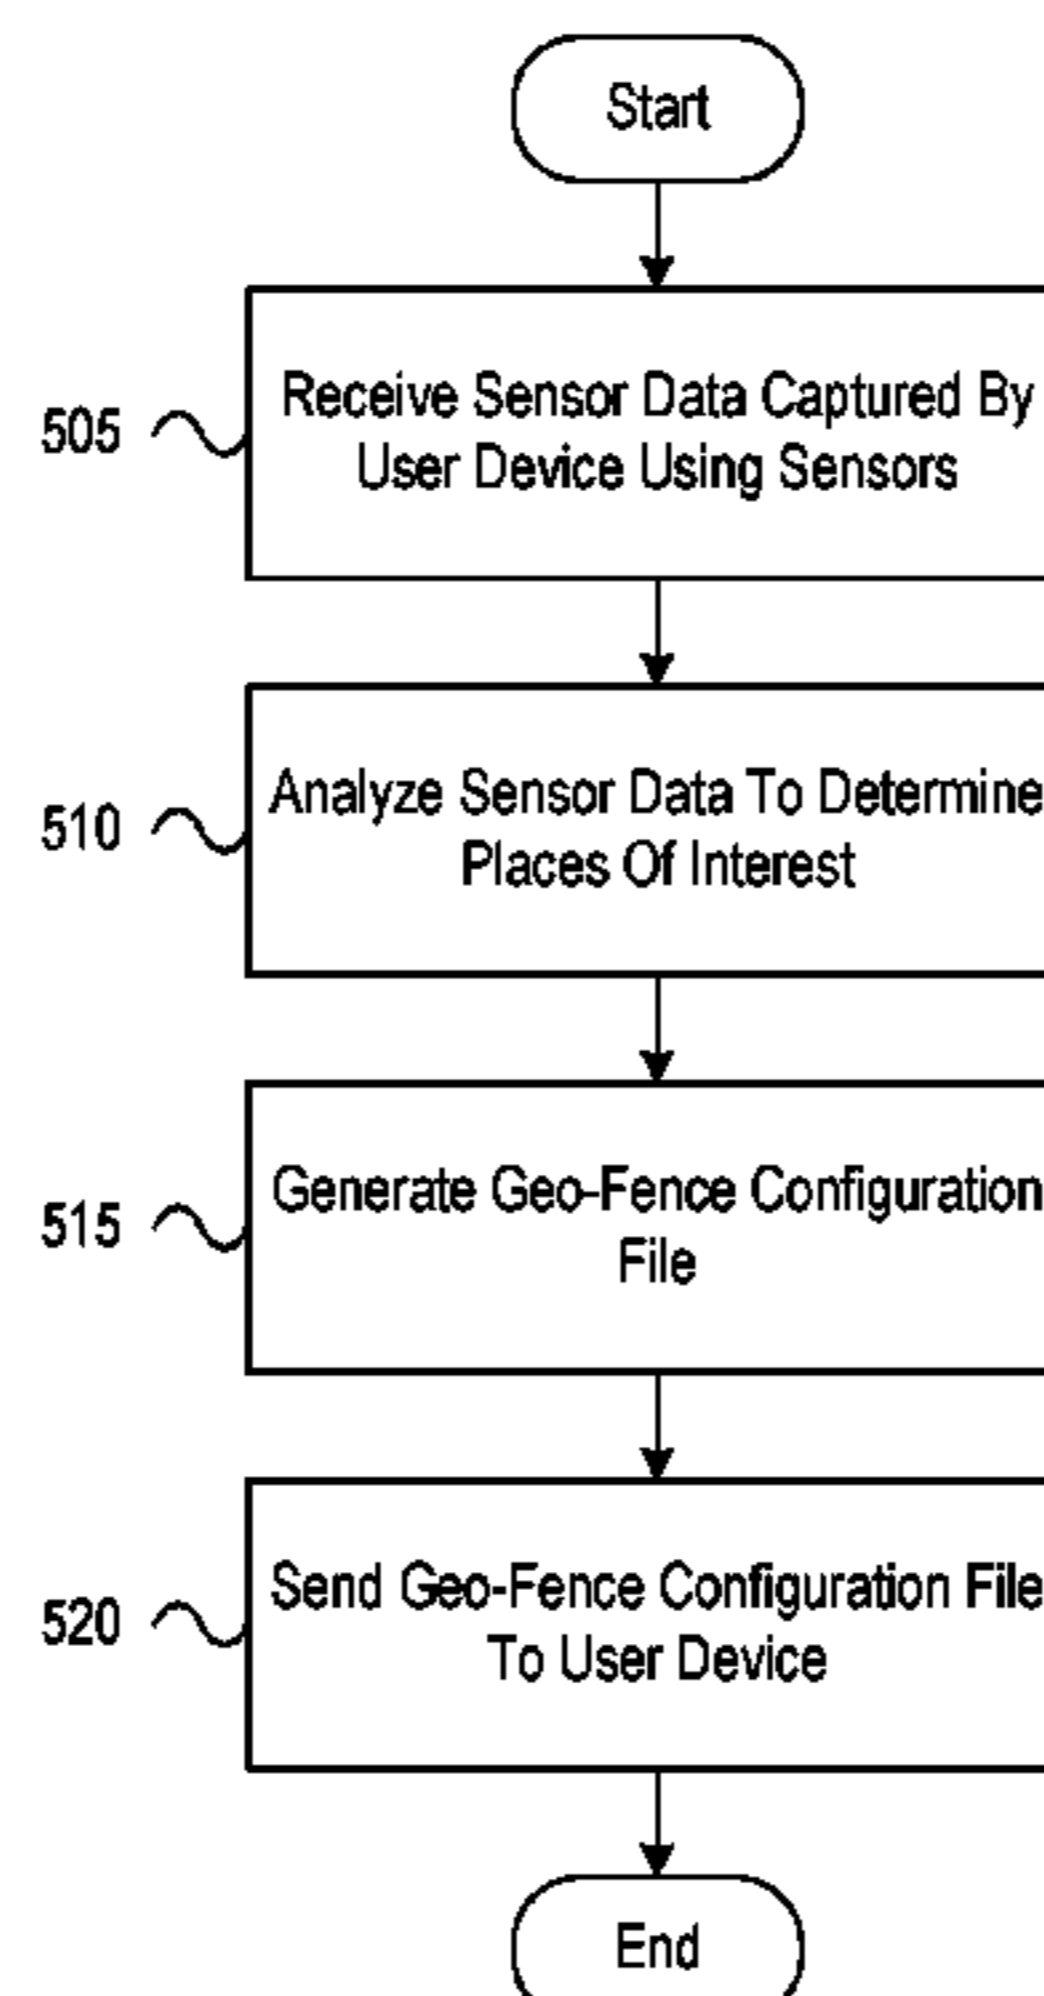 Start
505
Receive Sensor Data Captured By
User Device Using Sensors
510
Analyze Sensor Data To Determine
Places Of Interest
515
Generate Geo-Fence Configuration
File
520
Send Geo-Fence Configuration File
To User Device
End